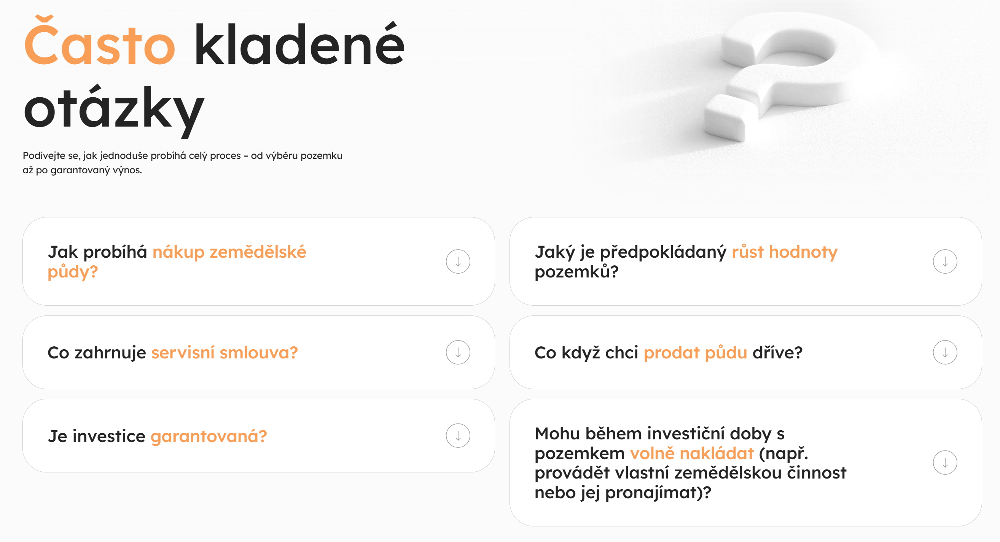 Často kladené
otázky
Podívejte se, jak jednoduše probíhá celý proces – od výběru pozemku
až po garantovaný výnos.
Jak probíhá nákup zemědělské
půdy?
Co zahrnuje servisní smlouva?
Je investice garantovaná?
Jaký je předpokládaný růst hodnoty
pozemků?
Co když chci prodat půdu dříve?
Mohu během investiční doby s
pozemkem volně nakládat (např.
provádět vlastní zemědělskou činnost
nebo jej pronajímat)?